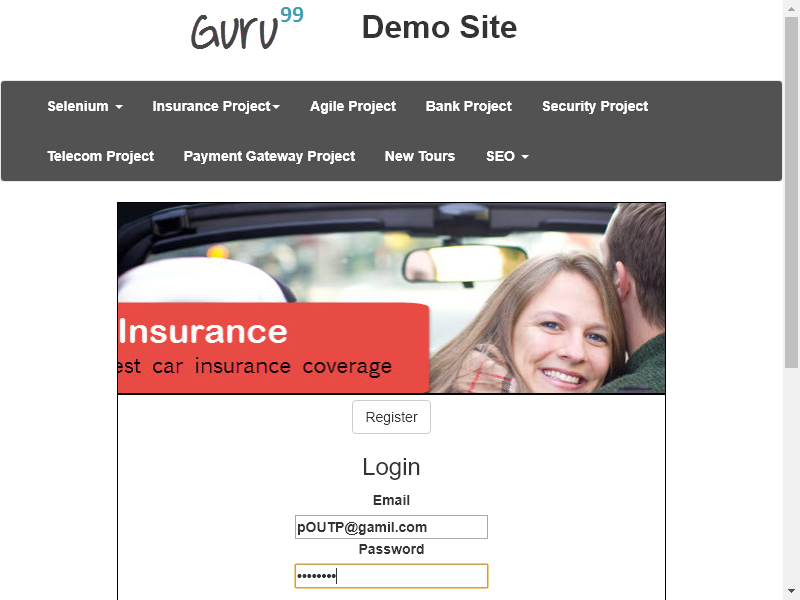 Guru99
Demo Site
Selenium Insurance Project Agile Project Bank Project Security Project
Telecom Project Payment Gateway Project New Tours SEO
Insurance
est car insurance coverage
Register
Login
Email
pOUTP@gamil.com
Password
••••••••